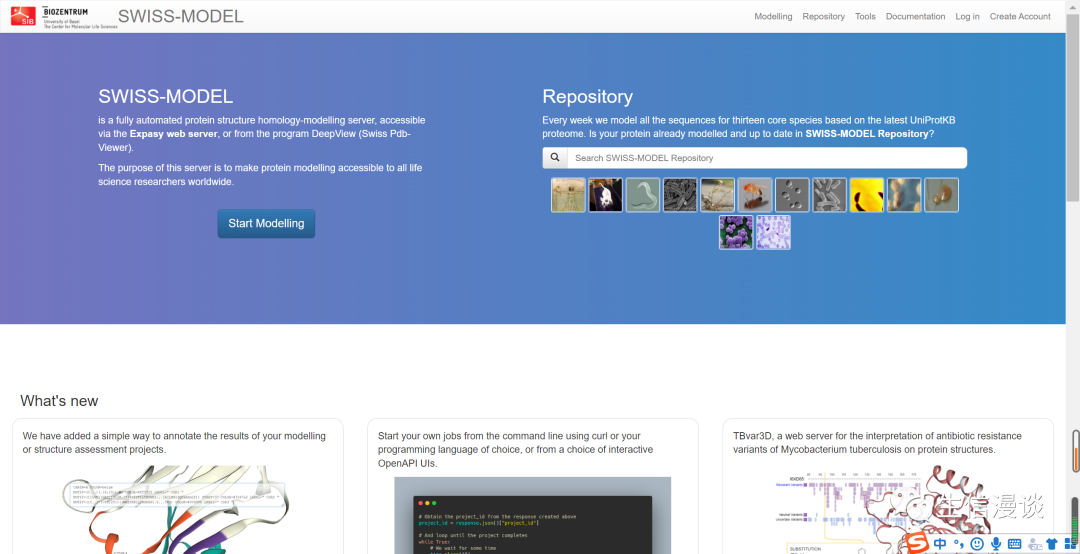 SIB
BIOZENTRUM
University of Basel
The Center for Molecular Life Sciences
SWISS-MODEL
Modelling Repository Tools Documentation Log in Create Account
SWISS-MODEL
is a fully automated protein structure homology-modelling server, accessible
via the Expasy web server, or from the program DeepView (Swiss Pdb-
Viewer).
The purpose of this server is to make protein modelling accessible to all life
science researchers worldwide.
Start Modelling
Repository
Every week we model all the sequences for thirteen core species based on the latest UniProtKB
proteome. Is your protein already modelled and up to date in SWISS-MODEL Repository?
Search SWISS-MODEL Repository
What's new
We have added a simple way to annotate the results of your modelling
or structure assessment projects.
Start your own jobs from the command line using curl or your
programming language of choice, or from a choice of interactive
OpenAPI UIs.
# Obtain the project_id from the response created above
project_id = response.json()["project_id"]
# And loop until the project completes
while True:
# We wait for some time
TBvar3D, a web server for the interpretation of antibiotic resistance
variants of Mycobacterium tuberculosis on protein structures.
SUBSTITUTION
生信漫谈
中